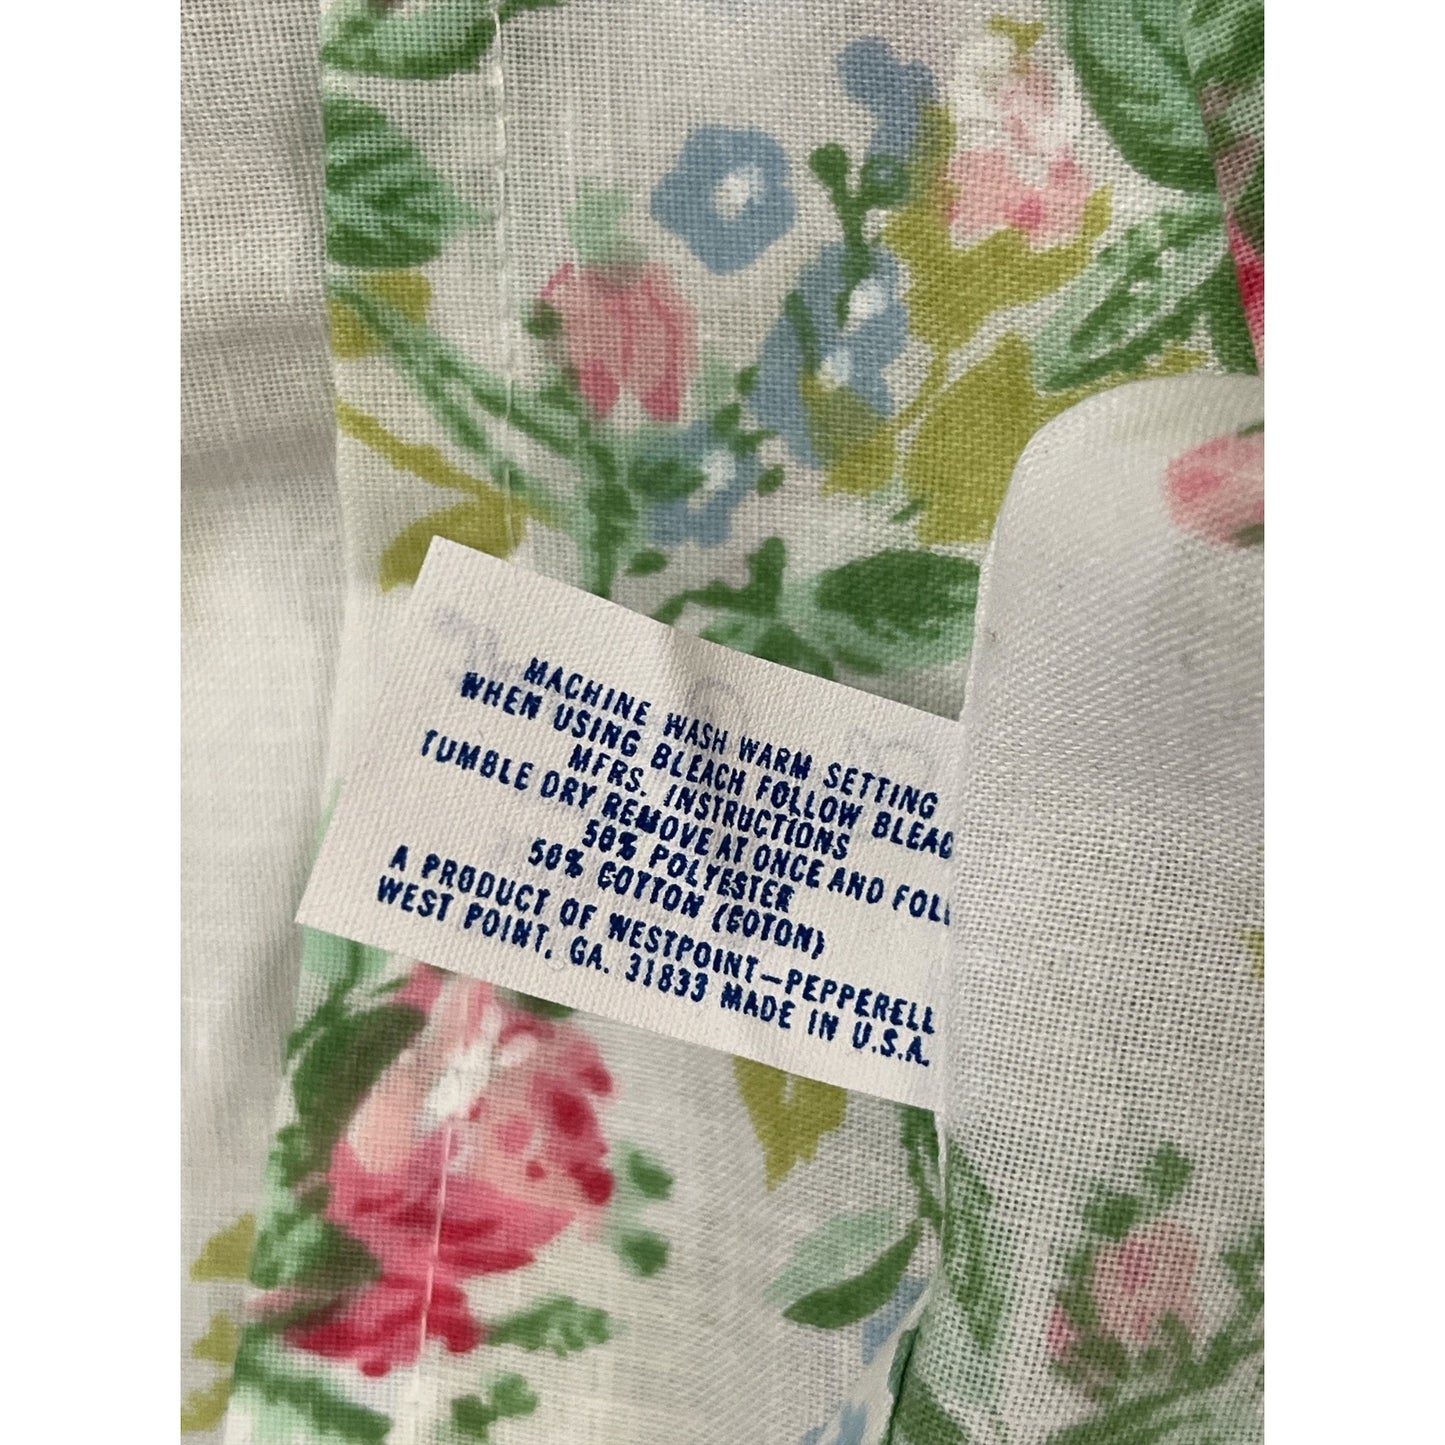 MACHINE WASH WARM SETTING
WHEN USING BLEACH FOLLOW BLEAC
MFRS. INSTRUCTIONS
TUMBLE DRY REMOVE AT ONCE AND FOL
50% POLYESTER
50% COTTON (COTON)
A PRODUCT OF WESTPOINT—PEPPERELL
WEST POINT, GA. 31833 MADE IN U.S.A.